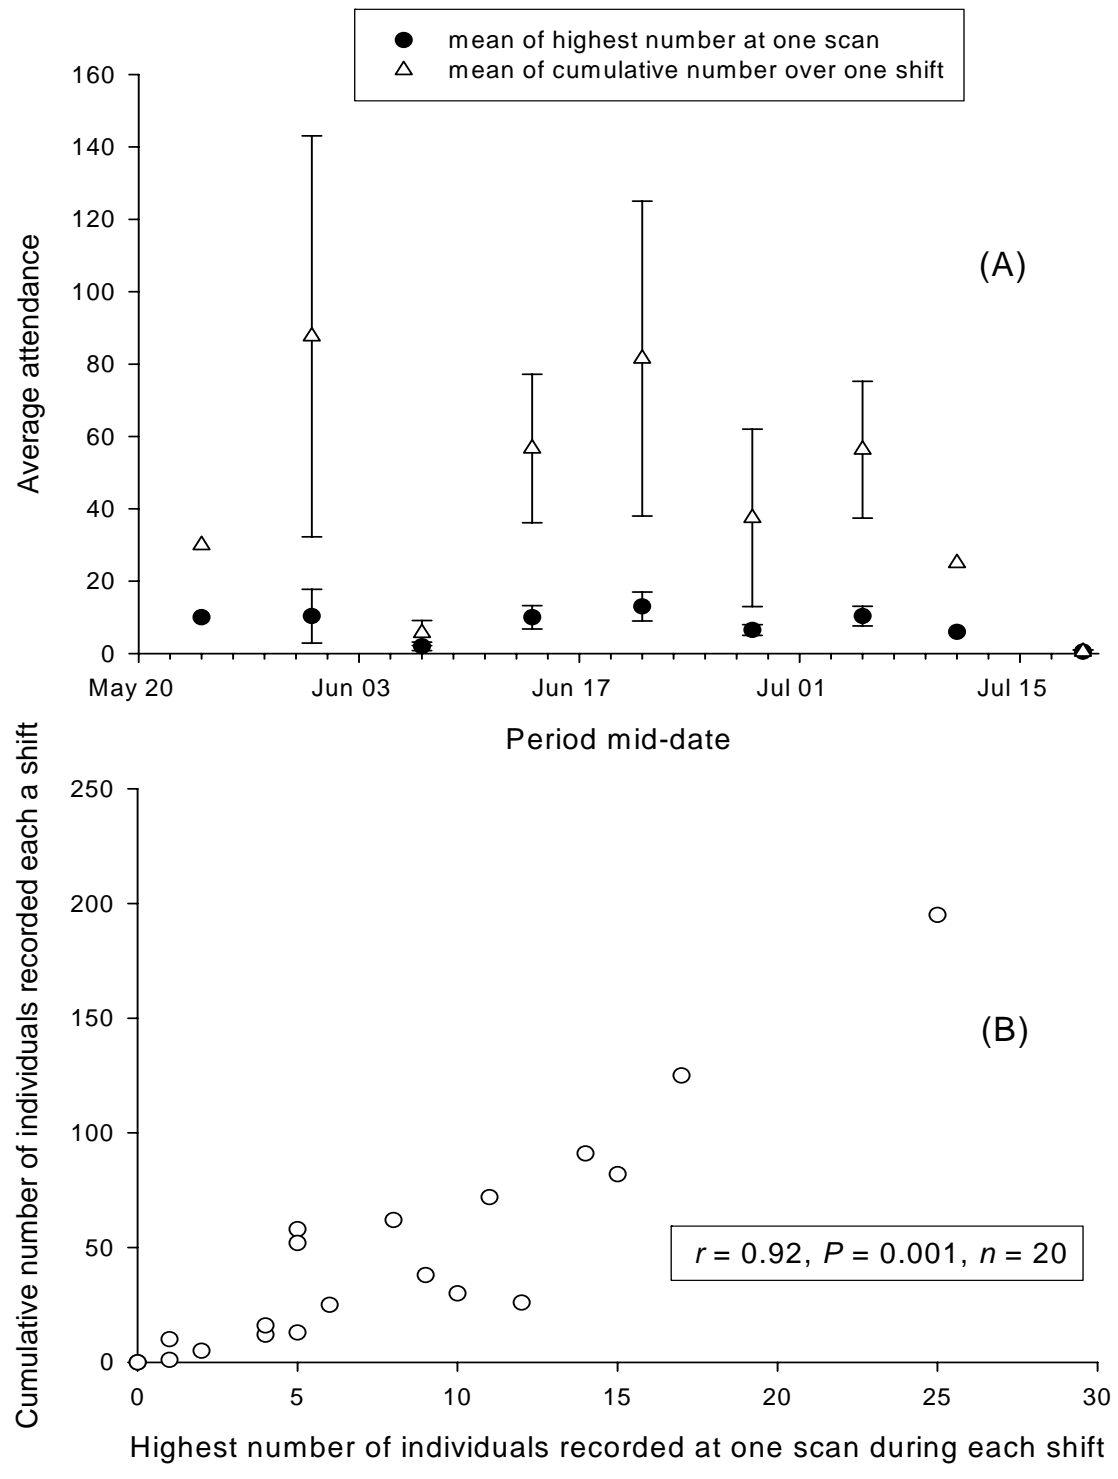 mean of highest number at one scan
mean of cumulative number over one shift
160
140
120
100
80
60
40
20
0
Average attendance
(A)
May 20 Jun 03 Jun 17 Jul 01 Jul 15
Period mid-date
250
200
150
100
50
0
Cumulative number of individuals recorded each a shift
(B)
r = 0.92, P = 0.001, n = 20
0 5 10 15 20 25 30
Highest number of individuals recorded at one scan during each shift